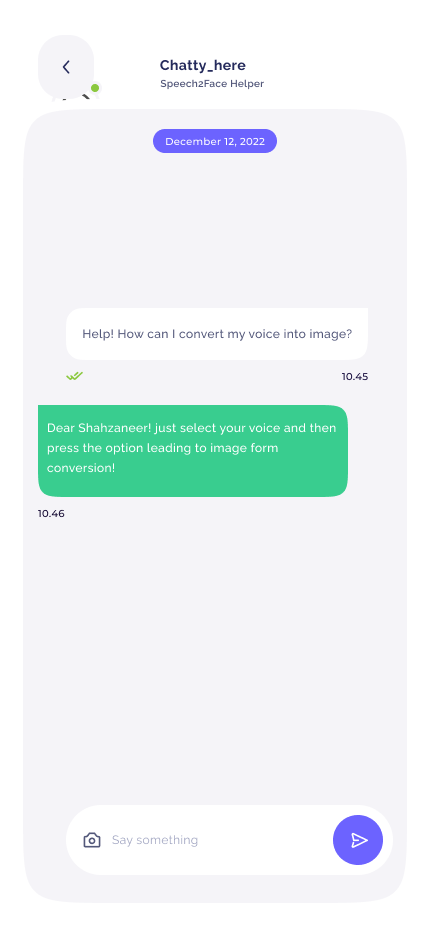 Chatty_here
Speech2Face Helper
December 12, 2022
Help! How can I convert my voice into image?
10.45
Dear Shahzaneer! just select your voice and then
press the option leading to image form
conversion!
10.46
Say something